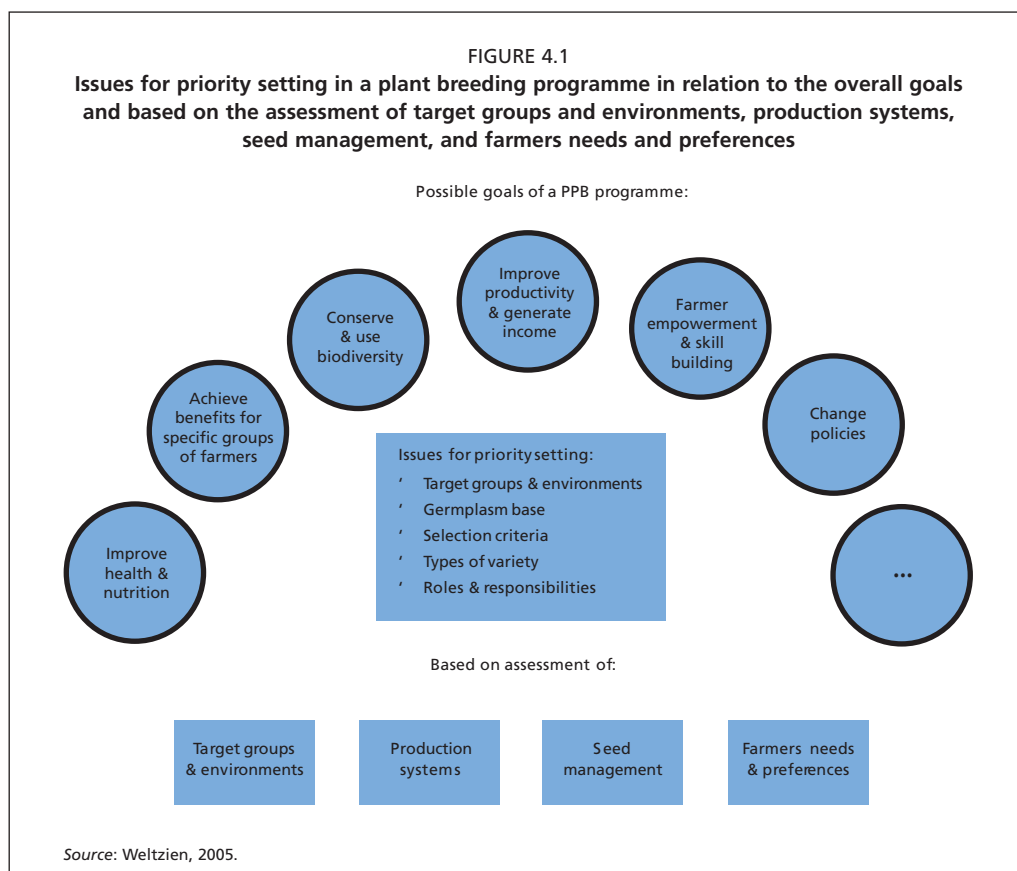 FIGURE 4.1
Issues for priority setting in a plant breeding programme in relation to the overall goals
and based on the assessment of target groups and environments, production systems,
seed management, and farmers needs and preferences
Possible goals of a PPB programme:
Improve
health &
nutrition
Achieve
benefits for
specific groups
of farmers
Conserve
& use
biodiversity
Improve
productivity
& generate
income
Farmer
empowerment
& skill
building
Change
policies
...
Issues for priority setting:
‘ Target groups & environments
‘ Germplasm base
‘ Selection criteria
‘ Types of variety
‘ Roles & responsibilities
Based on assessment of:
Target groups
& environments
Production
systems
Seed
management
Farmers needs
& preferences
Source: Weltzien, 2005.